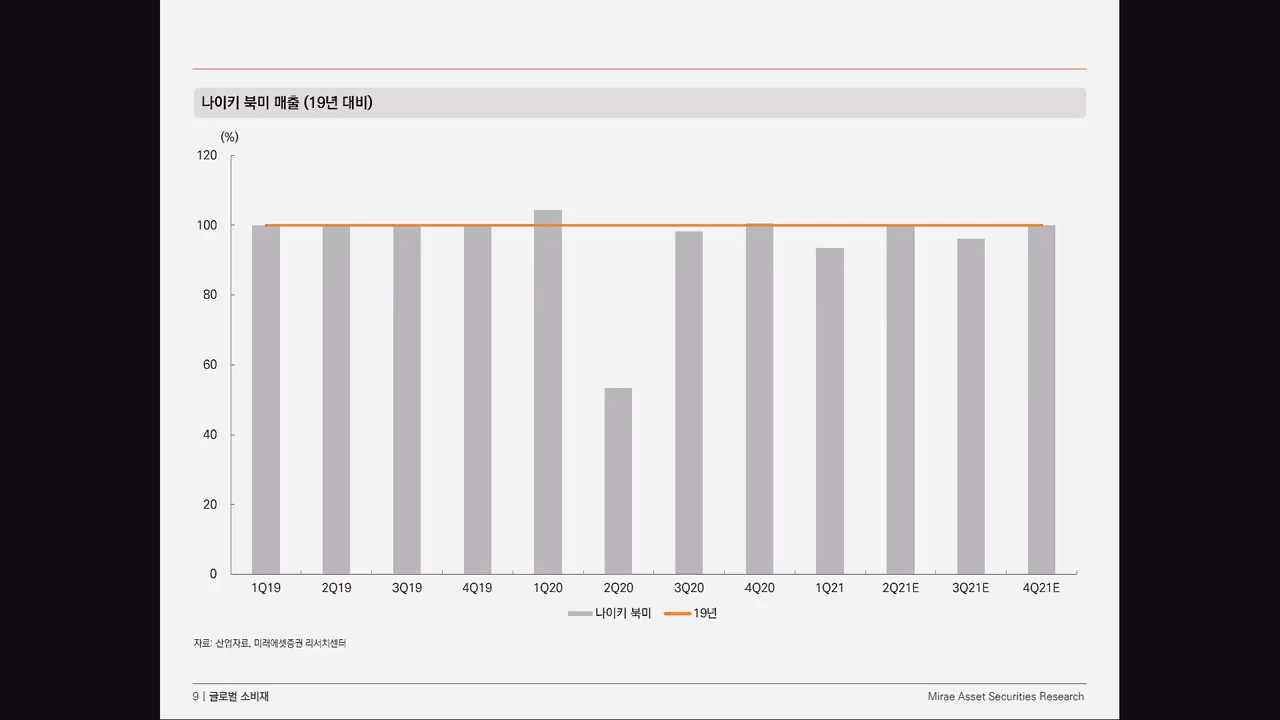 나이키 북미 매출 (19년 대비)
(%)
120
100
80
60
40
20
0
1Q19 2Q19 3Q19 4Q19 1Q20 2Q20 3Q20 4Q20 1Q21 2Q21E 3Q21E 4Q21E
나이키 북미 19년
자료: 산업자료, 미래에셋증권 리서치센터
9 | 글로벌 소비재 Mirae Asset Securities Research